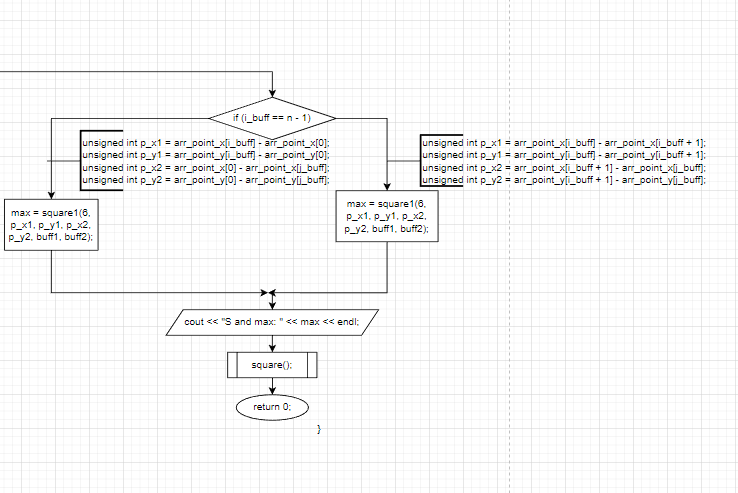 if (i_buff == n - 1)
unsigned int p_x1 = arr_point_x[i_buff] - arr_point_x[0];
unsigned int p_y1 = arr_point_y[i_buff] - arr_point_y[0];
unsigned int p_x2 = arr_point_x[0] - arr_point_x[j_buff];
unsigned int p_y2 = arr_point_y[0] - arr_point_y[j_buff];
unsigned int p_x1 = arr_point_x[i_buff] - arr_point_x[i_buff + 1];
unsigned int p_y1 = arr_point_y[i_buff] - arr_point_y[i_buff + 1];
unsigned int p_x2 = arr_point_x[i_buff + 1] - arr_point_x[j_buff];
unsigned int p_y2 = arr_point_y[i_buff + 1] - arr_point_y[j_buff];
max = square1(6,
p_x1, p_y1, p_x2,
p_y2, buff1, buff2);
max = square1(6,
p_x1, p_y1, p_x2,
p_y2, buff1, buff2);
cout << "S and max: " << max << endl;
square();
return 0;
}